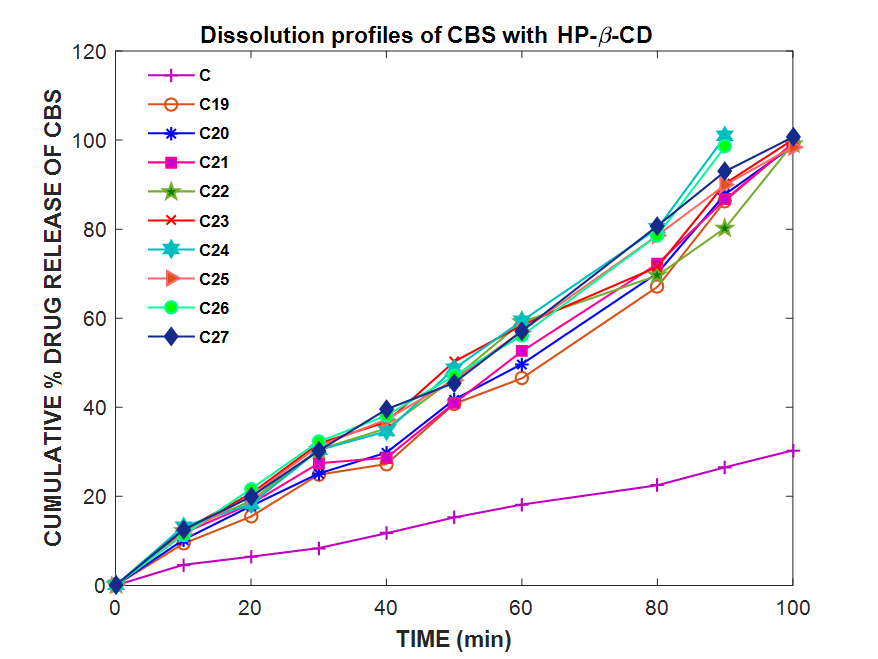 Dissolution profiles of CBS with HP-β-CD
120
100
80
60
40
20
0
CUMULATIVE % DRUG RELEASE OF CBS
C
C19
C20
C21
C22
C23
C24
C25
C26
C27
0 20 40 60 80 100
TIME (min)